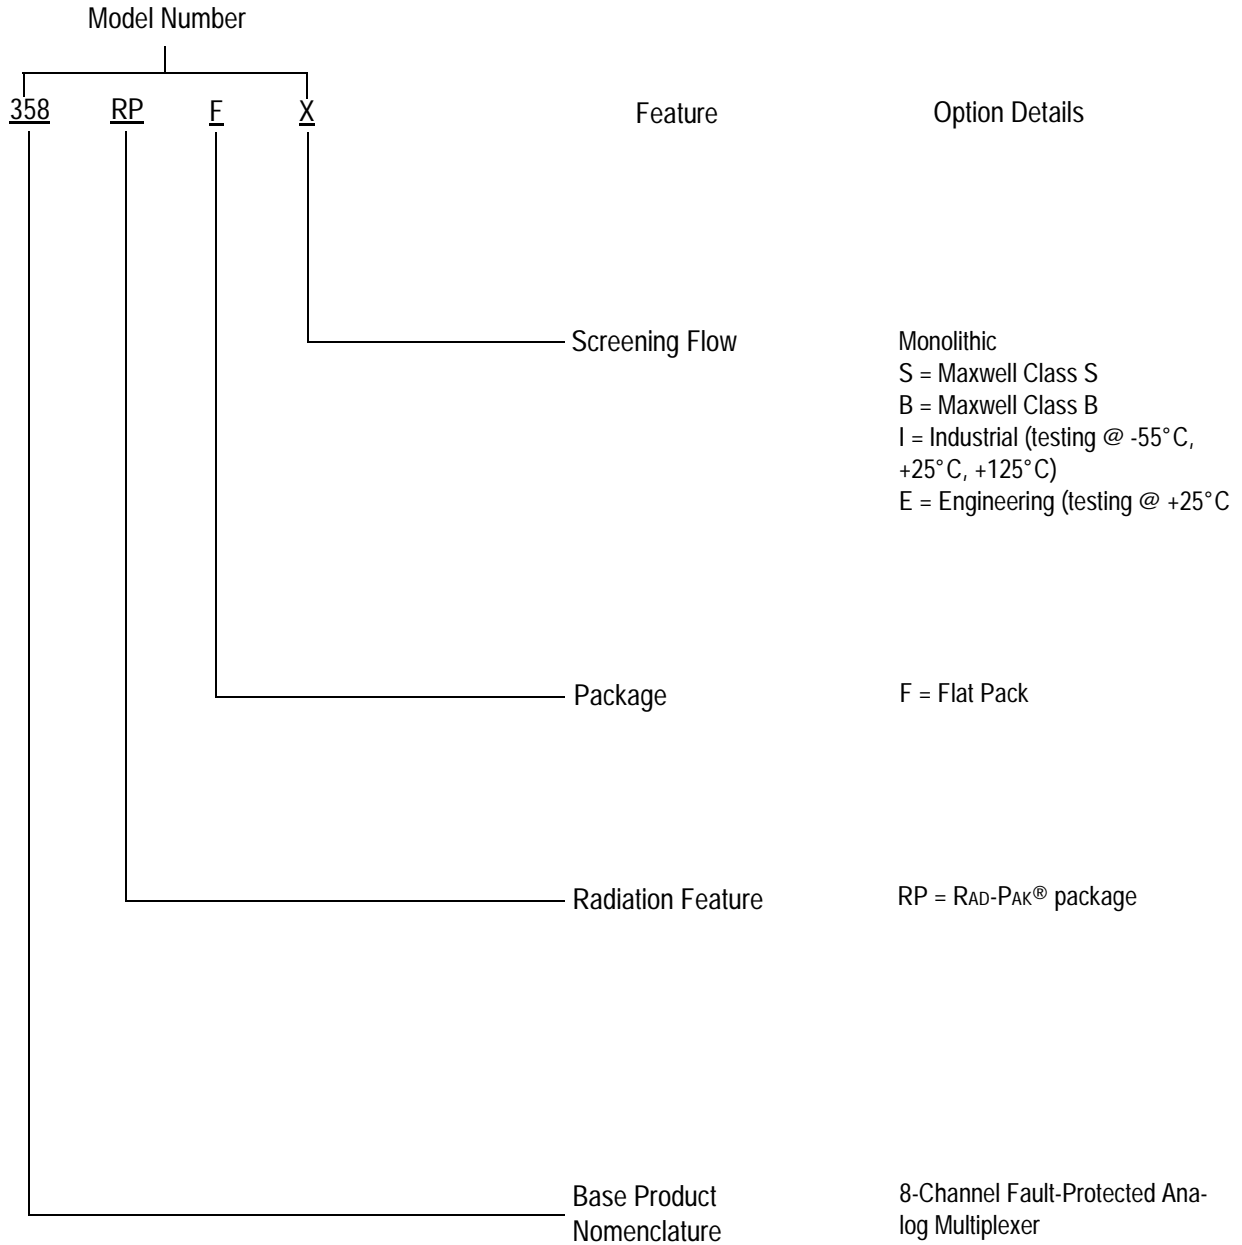 Model Number
358 RP F X Feature Option Details
Screening Flow
Monolithic
S = Maxwell Class S
B = Maxwell Class B
I = Industrial (testing @ -55°C,
+25°C, +125°C)
E = Engineering (testing @ +25°C
Package
F = Flat Pack
Radiation Feature
RP = RAD-PAK® package
Base Product
Nomenclature
8-Channel Fault-Protected Ana-
log Multiplexer